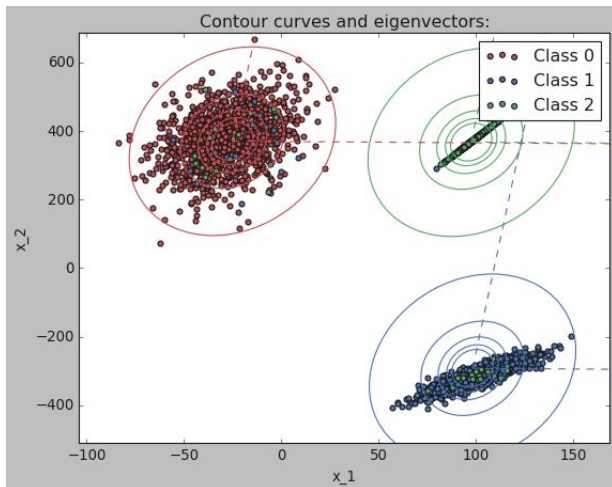 Contour curves and eigenvectors:
Class 0
Class 1
Class 2
600
400
200
0
−200
−400
x_2
−100
−50
0
50
100
150
x_1